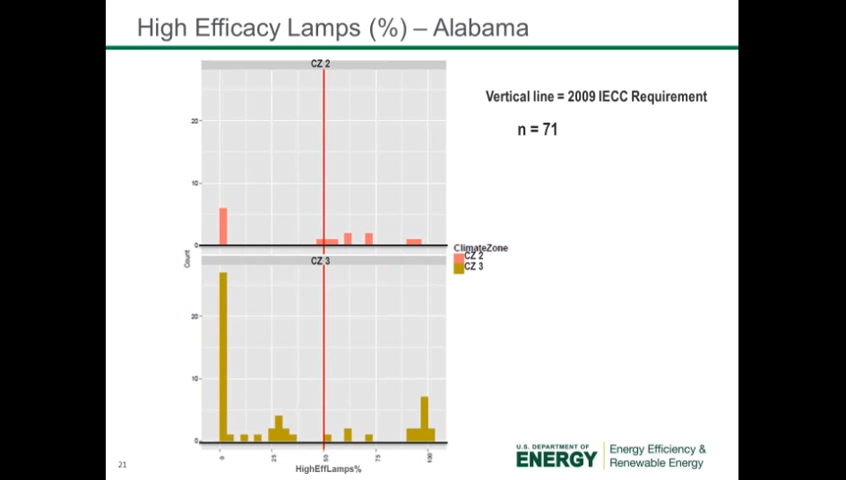 High Efficacy Lamps (%) – Alabama
CZ 2
Vertical line = 2009 IECC Requirement
n = 71
20
10
0
Count
ClimateZone
CZ 2
CZ 3
CZ 3
20
10
0
0
25
50
75
100
HighEffLamps%
21
U.S. DEPARTMENT OF
ENERGY
Energy Efficiency &
Renewable Energy